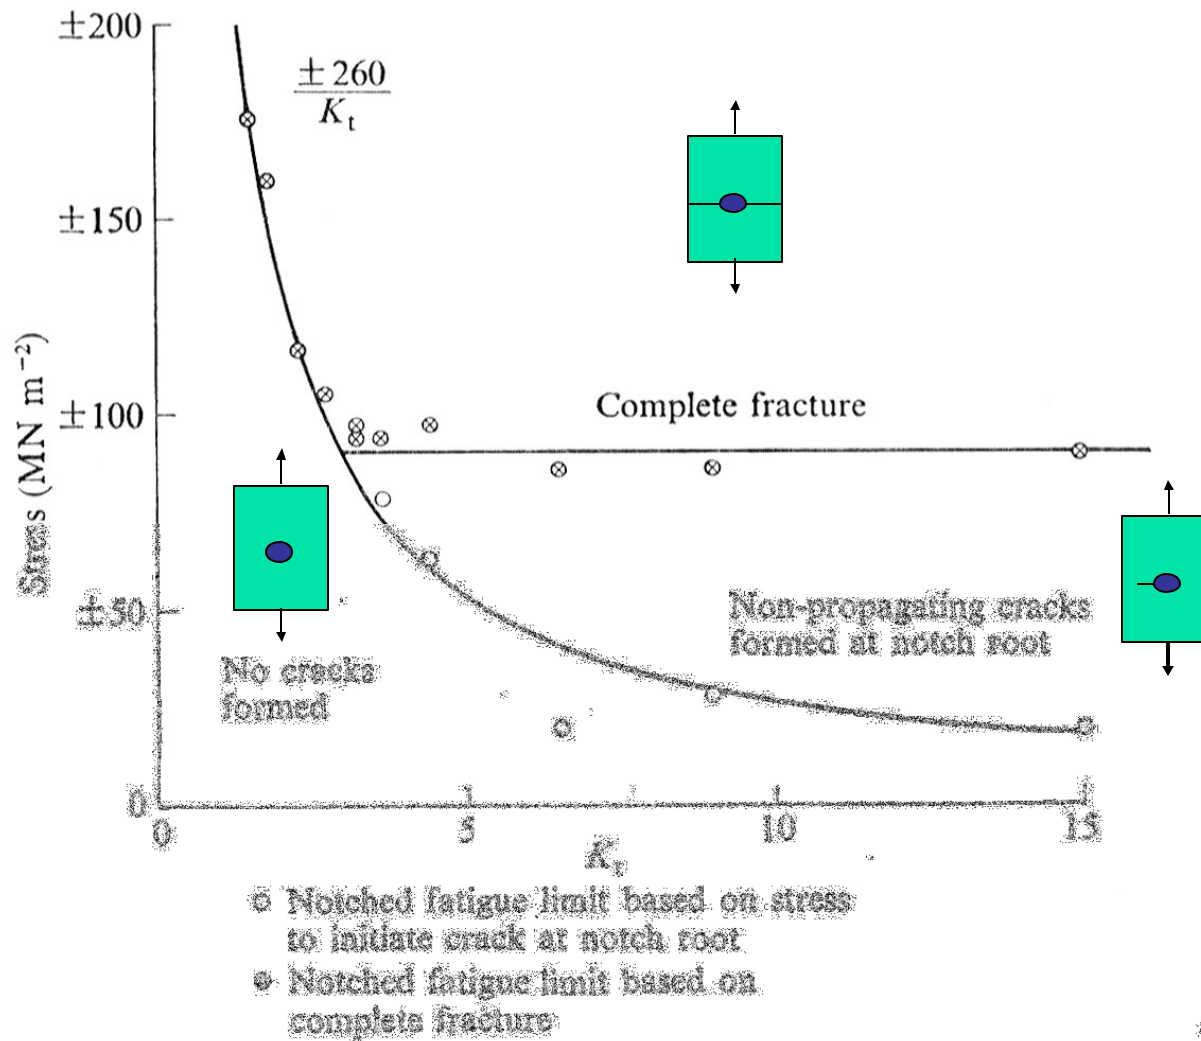 ±200
± 260
Kt
±150
Stress (MN m−2)
±100
Complete fracture
±50
Non-propagating cracks
formed at notch root
No cracks
formed
0
0
5
10
15
Kt
Notched fatigue limit based on stress
to initiate crack at notch root
Notched fatigue limit based on
complete fracture